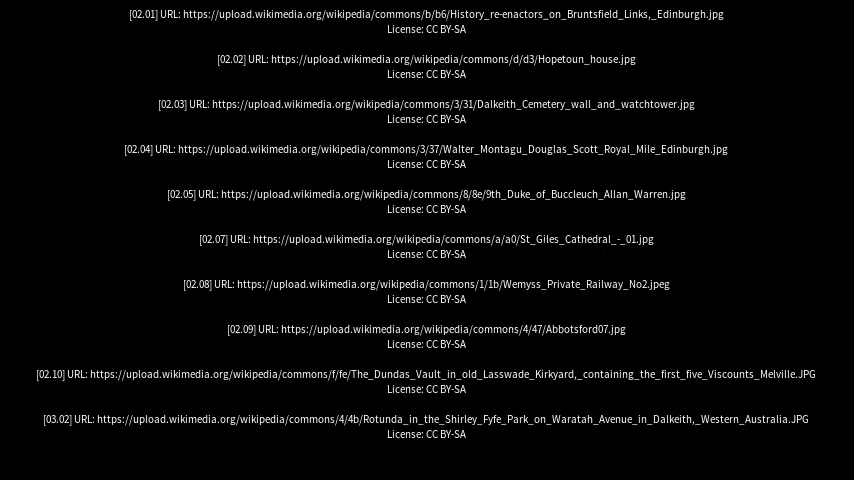 [02.01] URL: https://upload.wikimedia.org/wikipedia/commons/b/b6/History_re-enactors_on_Bruntsfield_Links,_Edinburgh.jpg
License: CC BY-SA
[02.02] URL: https://upload.wikimedia.org/wikipedia/commons/d/d3/Hopetoun_house.jpg
License: CC BY-SA
[02.03] URL: https://upload.wikimedia.org/wikipedia/commons/3/31/Dalkeith_Cemetery_wall_and_watchtower.jpg
License: CC BY-SA
[02.04] URL: https://upload.wikimedia.org/wikipedia/commons/3/37/Walter_Montagu_Douglas_Scott_Royal_Mile_Edinburgh.jpg
License: CC BY-SA
[02.05] URL: https://upload.wikimedia.org/wikipedia/commons/8/8e/9th_Duke_of_Buccleuch_Allan_Warren.jpg
License: CC BY-SA
[02.07] URL: https://upload.wikimedia.org/wikipedia/commons/a/a0/St_Giles_Cathedral_-_01.jpg
License: CC BY-SA
[02.08] URL: https://upload.wikimedia.org/wikipedia/commons/1/1b/Wemyss_Private_Railway_No2.jpeg
License: CC BY-SA
[02.09] URL: https://upload.wikimedia.org/wikipedia/commons/4/47/Abbotsford07.jpg
License: CC BY-SA
[02.10] URL: https://upload.wikimedia.org/wikipedia/commons/f/fe/The_Dundas_Vault_in_old_Lasswade_Kirkyard,_containing_the_first_five_Viscounts_Melville.JPG
License: CC BY-SA
[03.02] URL: https://upload.wikimedia.org/wikipedia/commons/4/4b/Rotunda_in_the_Shirley_Fyfe_Park_on_Waratah_Avenue_in_Dalkeith,_Western_Australia.JPG
License: CC BY-SA